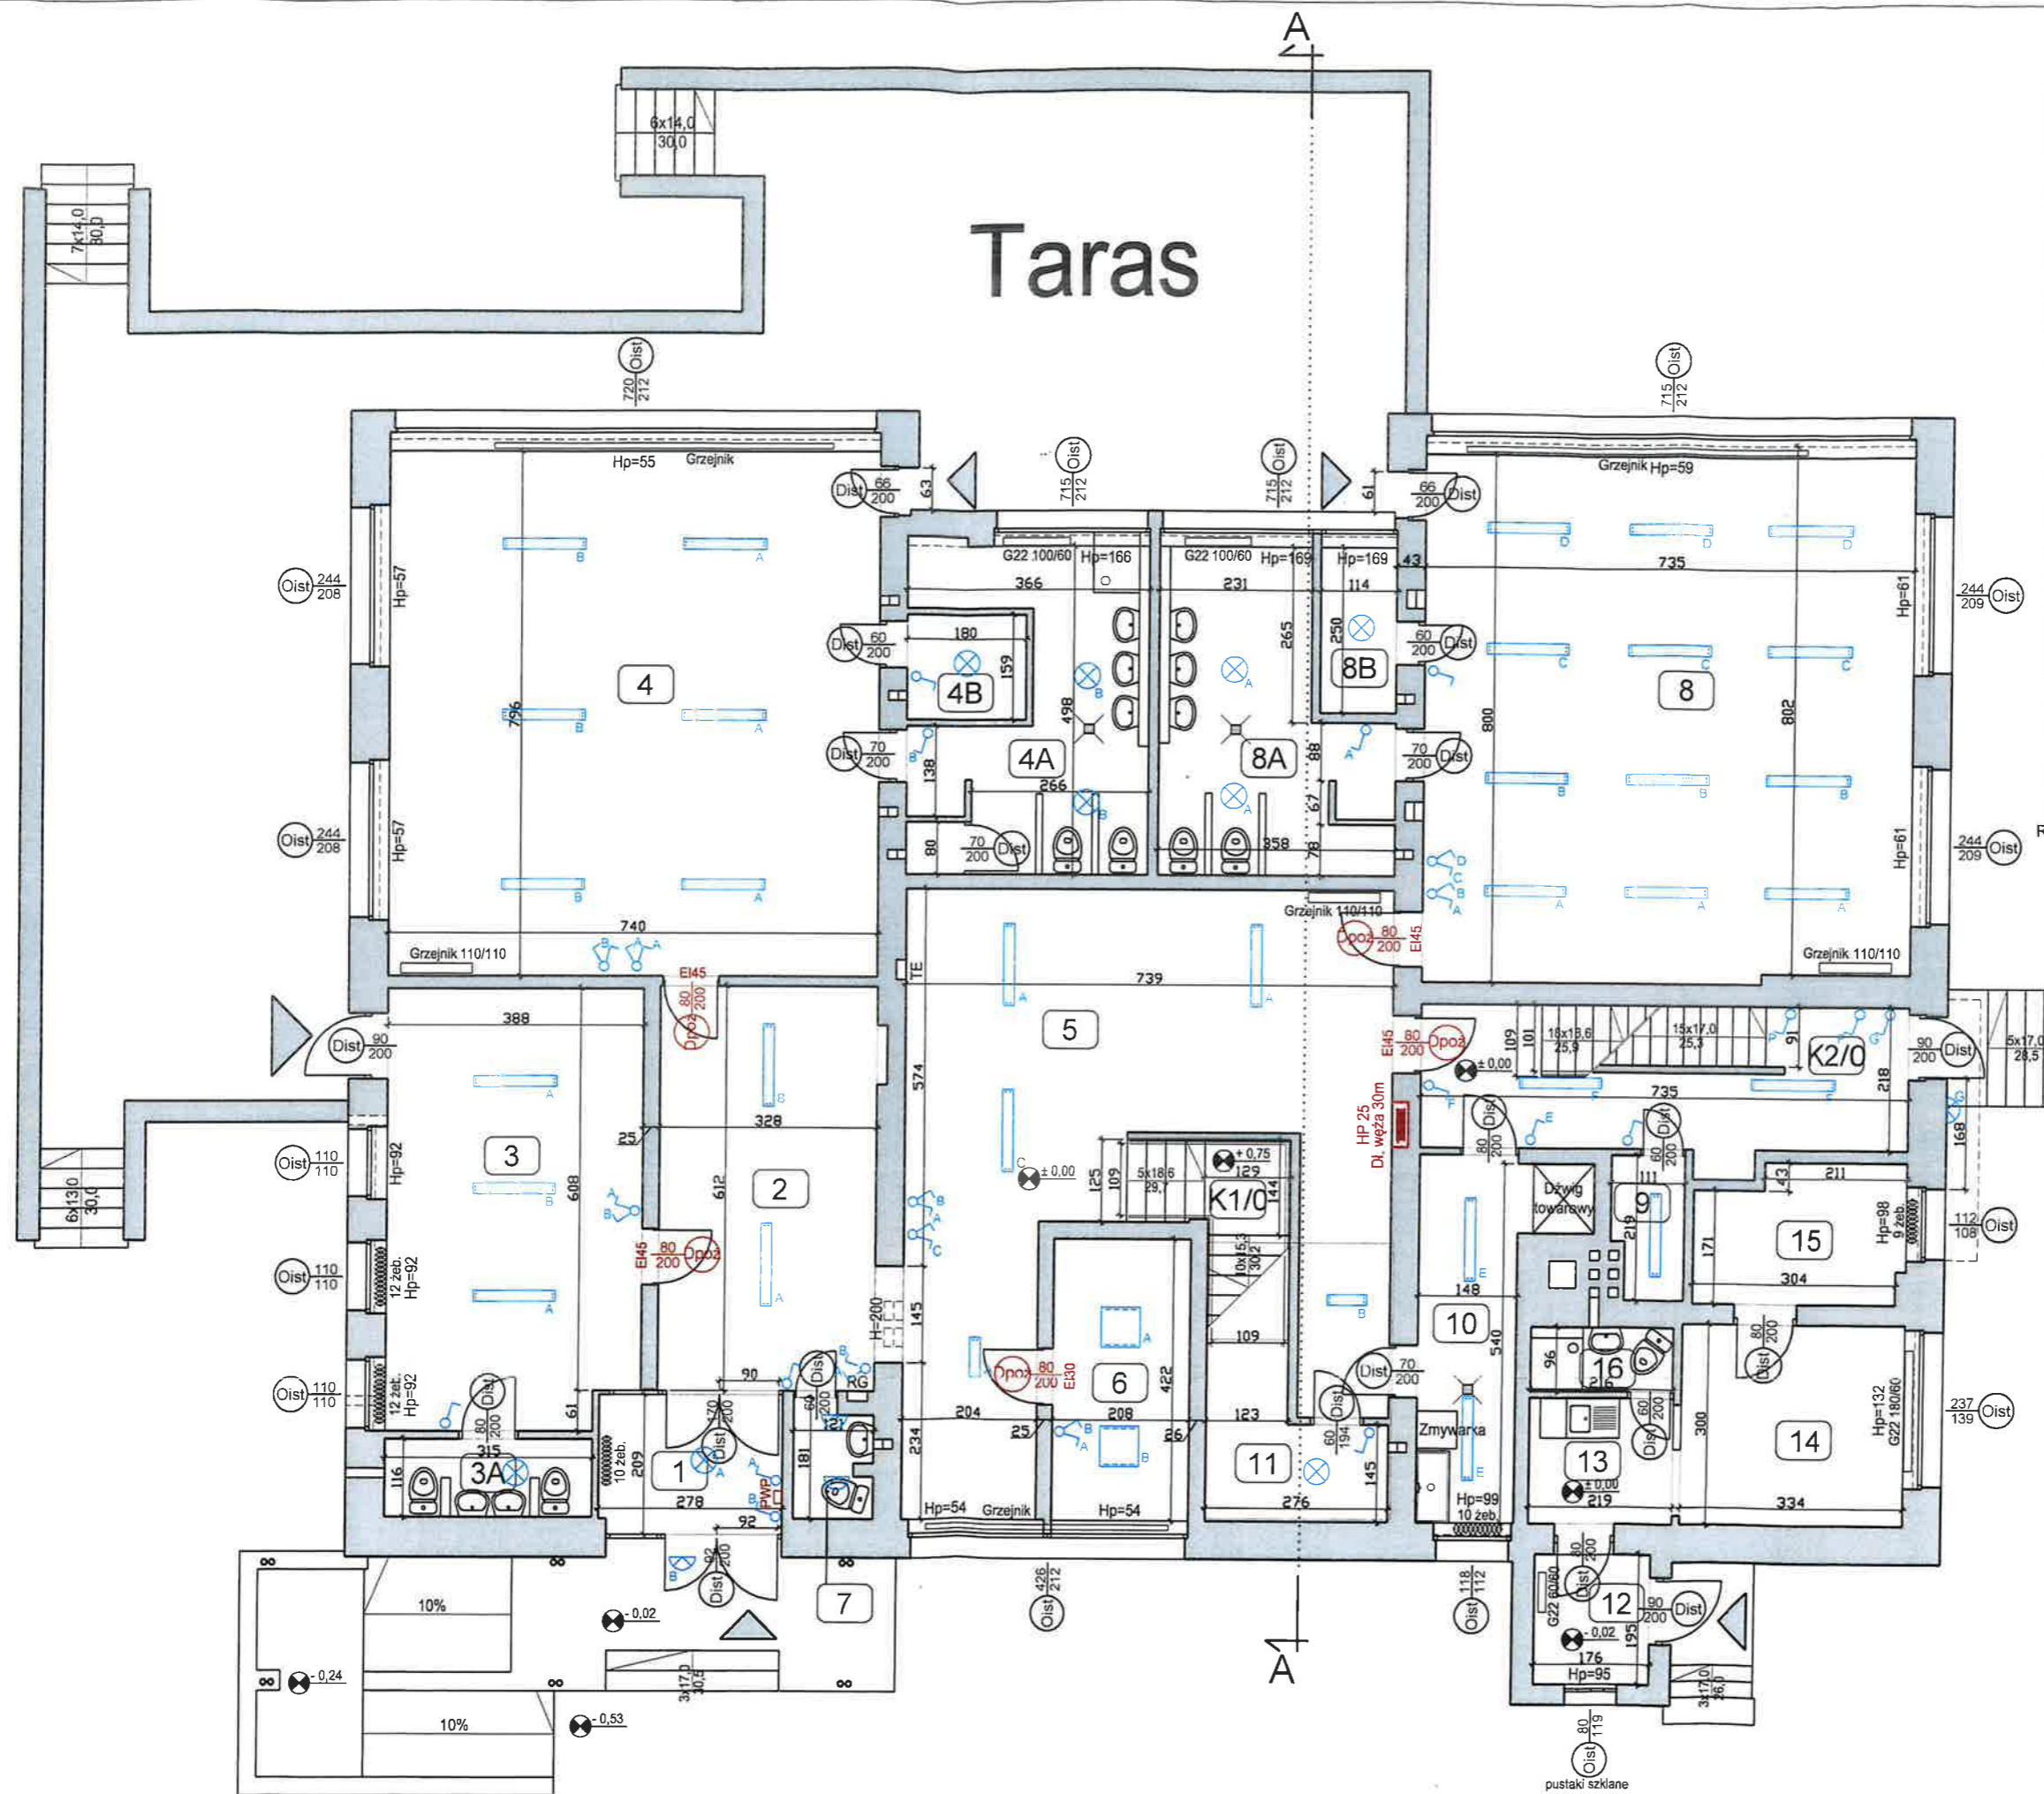 A
6x14,0
30,0
7x14,0
30,0
Taras
720
212
Oist
715
212
Oist
Hp=55
Grzejnik
Grzejnik Hp=59
Dist
66
200
63
715
212
Oist
715
212
Oist
61
66
200
Dist
B
A
D
D
D
G22 100/60
Hp=166
G22 100/60
Hp=169
Hp=169
43
735
Oist
244
208
Hp=57
366
231
114
Hp=61
244
209
Oist
Dist
60
200
180
159
265
250
60
200
Dist
4
4B
8B
8
C
C
C
B
A
796
498
B
A
800
802
Dist
70
200
B
138
4A
8A
88
A
70
200
Dist
266
B
A
67
B
B
B
Oist
244
208
Hp=57
80
70
200
Dist
358
78
Hp=61
244
209
Oist
R
D
C
B
A
B
A
A
A
A
740
B
A
A
Grzejnik 110/110
Grzejnik 110/110
Dpoż
80
200
EI45
Grzejnik 110/110
EI45
80
200
Dpoż
TE
A
A
739
388
Dist
90
200
5
EI45
80
200
Dpoż
109
101
18x18,6
25,9
15x17,0
25,3
91
F
F
G
K2/0
90
200
Dist
5x17,0
28,5
± 0,00
218
A
B
328
574
F
F
F
735
G
168
Oist
110
110
Hp=92
25
HP 25
Dł. węża 30m
80
200
Dist
E
60
200
Dist
3
608
612
2
C
± 0,00
125
109
5x18,6
29,7
+ 0,75
129
144
K1/0
Dźwig
towarowy
111
9
219
43
211
Hp=98
9 żeb.
112
108
Oist
6x13,0
30,0
B
A
B
B
A
C
171
15
304
Oist
110
110
12 żeb.
Hp=92
EI45
80
200
Dpoż
10x15,3
30,2
E
148
A
A
H=200
145
A
B
109
10
540
Oist
110
110
12 żeb.
Hp=92
80
200
Dist
90
Dist
60
200
B
RG
Dpoż
80
200
EI30
6
422
Dist
70
200
96
16
80
200
Dist
300
Hp=132
G22 180/60
237
139
Oist
61
170
200
Dist
121
204
25
208
26
123
60
194
Dist
Zmywarka
60
200
Dist
315
116
3A
10 żeb.
209
1
A
181
234
B
A
B
11
145
E
13
± 0,00
219
14
334
A
B
PWP
278
276
Hp=54
Grzejnik
Hp=54
Hp=99
10 żeb.
92
B
92
200
Dist
7
426
212
Oist
118
112
Oist
80
200
Dist
G22 60/60
12
90
200
Dist
10%
- 0,02
- 0,02
195
176
Hp=95
- 0,24
3x17,0
30,5
A
3x17,0
26,0
10%
- 0,53
80
119
Oist
pustaki szklane